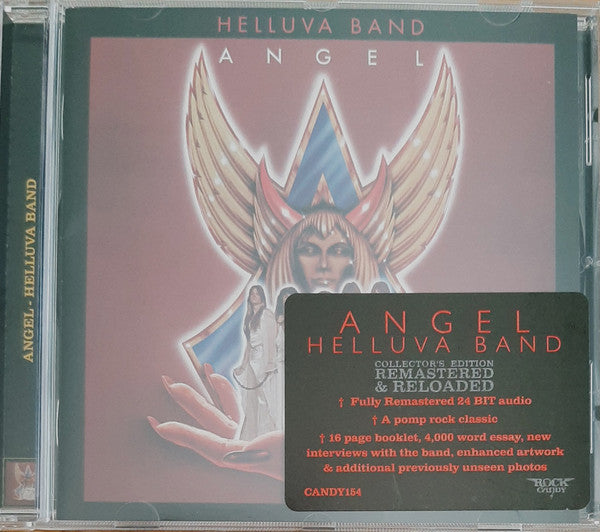 HELLUVA BAND
ANGEL
ANGEL - HELLUVA BAND
ANGEL
HELLUVA BAND
COLLECTOR'S EDITION
REMASTERED
& RELOADED
† Fully Remastered 24 BIT audio
† A pomp rock classic
† 16 page booklet, 4,000 word essay, new
interviews with the band, enhanced artwork
& additional previously unseen photos
CANDY154
ROCK
CANDY